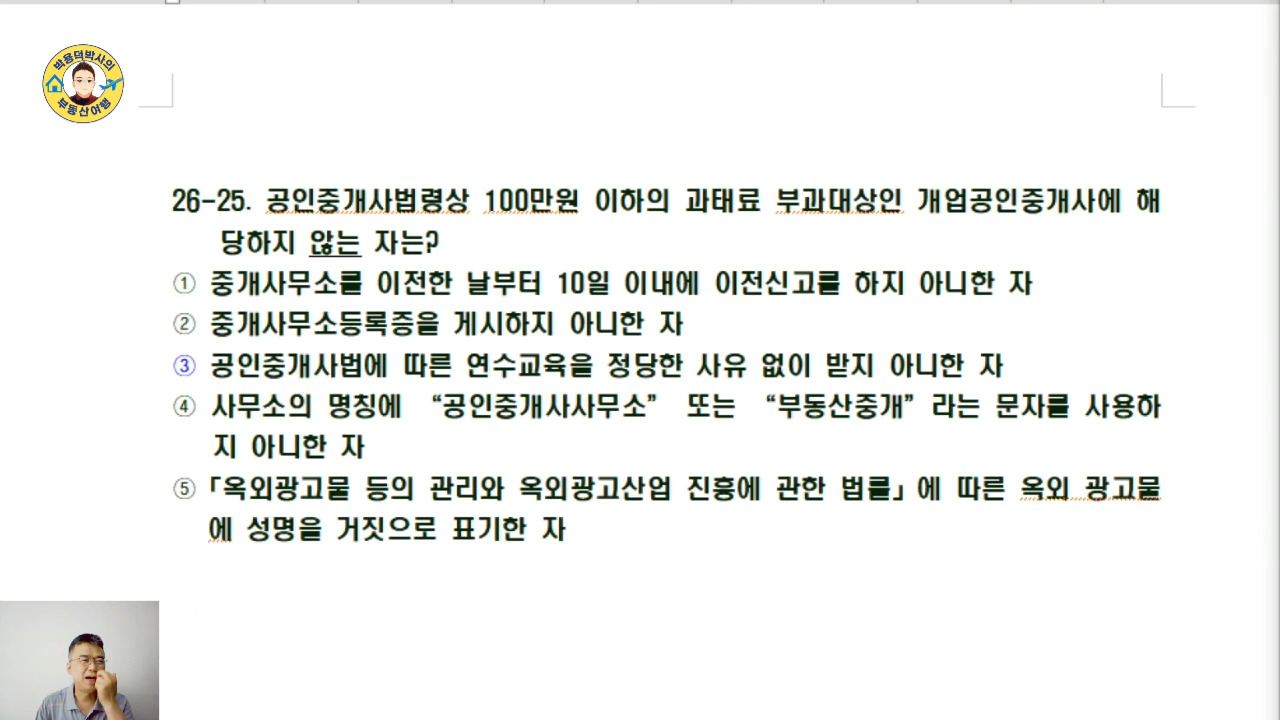 박용덕박사의
부동산여행
26-25. 공인중개사법령상 100만원 이하의 과태료 부과대상인 개업공인중개사에 해
당하지 않는 자는?
① 중개사무소를 이전한 날부터 10일 이내에 이전신고를 하지 아니한 자
② 중개사무소등록증을 게시하지 아니한 자
③ 공인중개사법에 따른 연수교육을 정당한 사유 없이 받지 아니한 자
④ 사무소의 명칭에 “공인중개사사무소” 또는 “부동산중개”라는 문자를 사용하
지 아니한 자
⑤ 「옥외광고물 등의 관리와 옥외광고산업 진흥에 관한 법률」에 따른 옥외 광고물
에 성명을 거짓으로 표기한 자